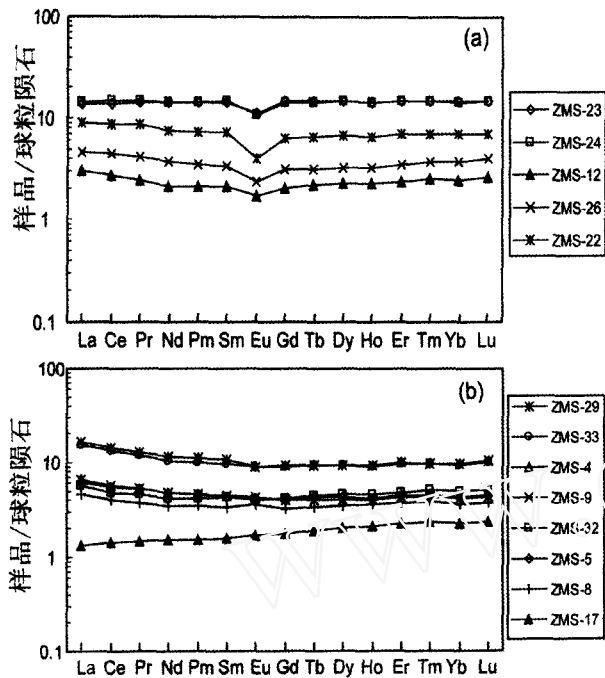 (a)
样品/球粒陨石
100
10
1
0.1
La Ce Pr Nd Pm Sm Eu Gd Tb Dy Ho Er Tm Yb Lu
ZMS-23
ZMS-24
ZMS-12
ZMS-26
ZMS-22
(b)
样品/球粒陨石
100
10
1
0.1
La Ce Pr Nd Pm Sm Eu Gd Tb Dy Ho Er Tm Yb Lu
ZMS-29
ZMS-33
ZMS-4
ZMS-9
ZMS-32
ZMS-5
ZMS-8
ZMS-17